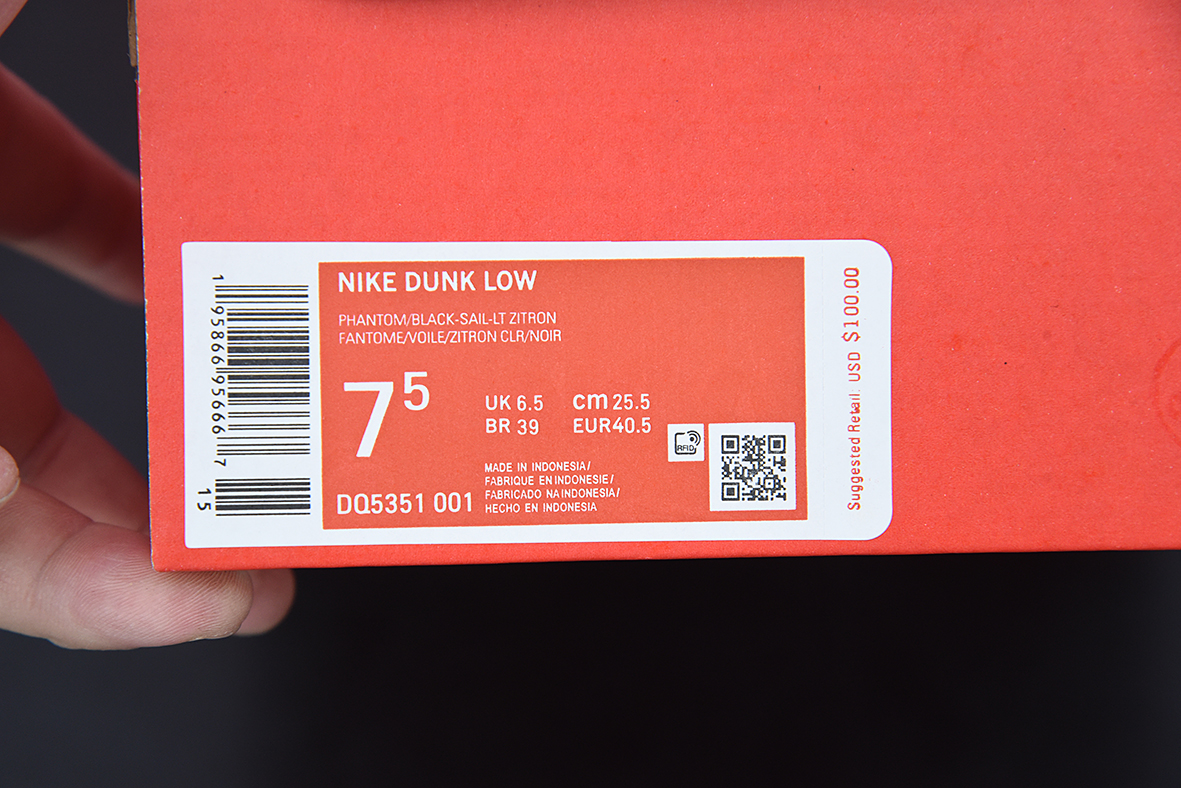 NIKE DUNK LOW
PHANTOM/BLACK-SAIL-LT ZITRON
FANTOME/VOILE/ZITRON CLR/NOIR
7 5
UK 6.5 cm 25.5
BR 39 EUR 40.5
RFID
MADE IN INDONESIA/
FABRIQUE EN INDONESIE/
FABRICADO NA INDONESIA/
HECHO EN INDONESIA
DQ5351 001
1 95866 95666 7
15
Suggested Retail: USD $100.00